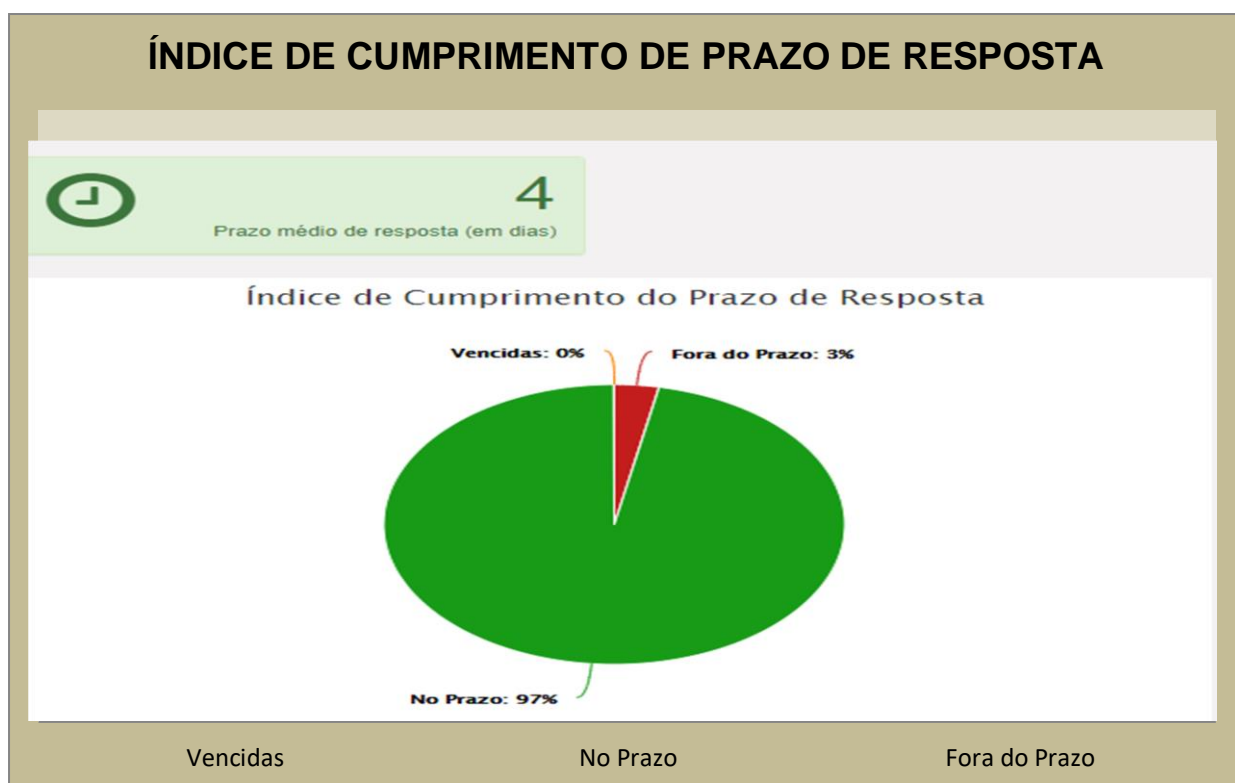 ÍNDICE DE CUMPRIMENTO DE PRAZO DE RESPOSTA
4
Prazo médio de resposta (em dias)
Índice de Cumprimento do Prazo de Resposta
Vencidas: 0%
Fora do Prazo: 3%
No Prazo: 97%
Vencidas
No Prazo
Fora do Prazo